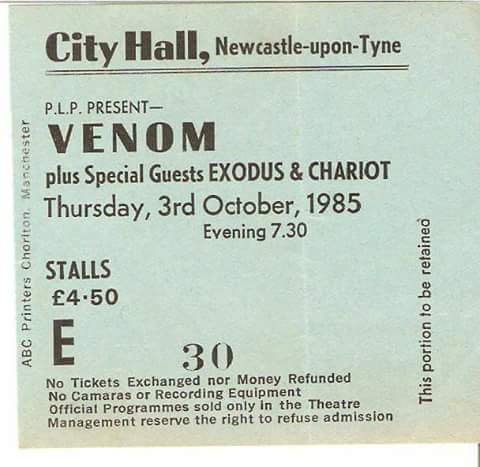 City Hall, Newcastle-upon-Tyne
P.L.P. PRESENT—
VENOM
plus Special Guests EXODUS & CHARIOT
Thursday, 3rd October, 1985
Evening 7.30
STALLS
£4·50
E
30
No Tickets Exchanged nor Money Refunded
No Camaras or Recording Equipment
Official Programmes sold only in the Theatre
Management reserve the right to refuse admission
ABC Printers Chorlton, Manchester
This portion to be retained